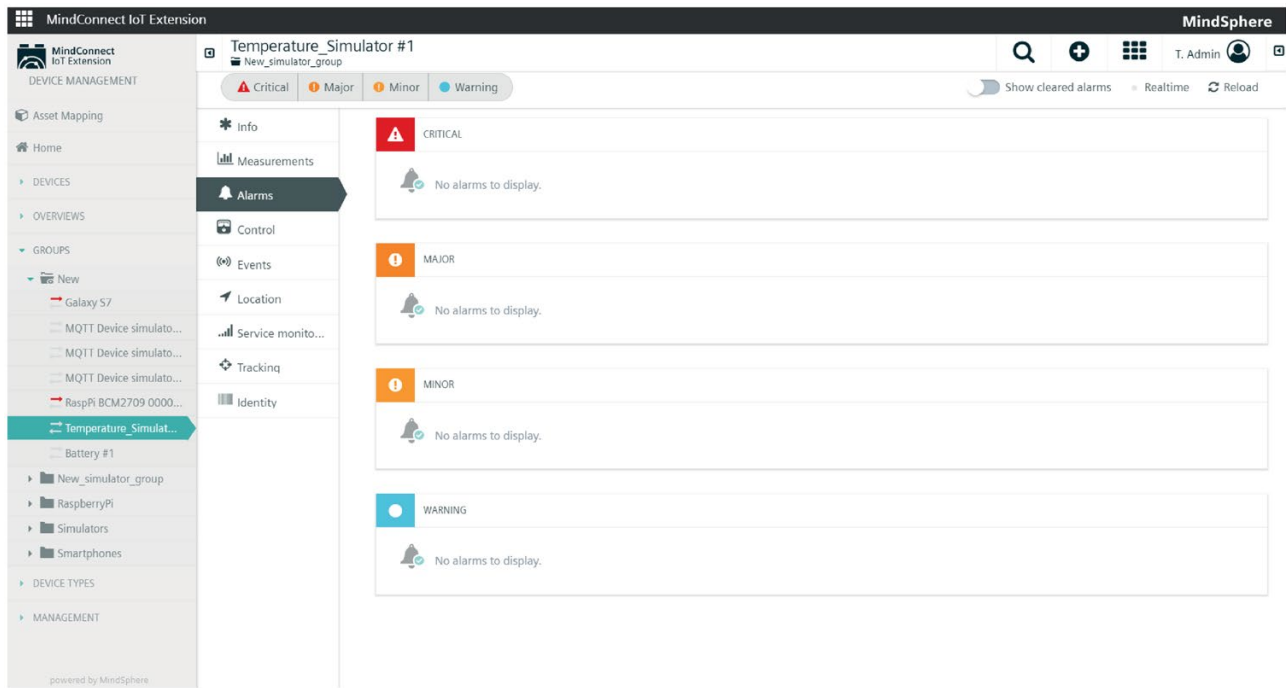 MindConnect IoT Extension
MindSphere
MindConnect
IoT Extension
DEVICE MANAGEMENT
Asset Mapping
Home
DEVICES
OVERVIEWS
GROUPS
New
Galaxy S7
MQTT Device simulato...
MQTT Device simulato...
MQTT Device simulato...
RaspPi BCM2709 0000...
Temperature_Simulat...
Battery #1
New_simulator_group
RaspberryPi
Simulators
Smartphones
DEVICE TYPES
MANAGEMENT
powered by MindSphere
Temperature_Simulator #1
New_simulator_group
T. Admin
Critical
Major
Minor
Warning
Show cleared alarms
Realtime
Reload
Info
Measurements
Alarms
Control
Events
Location
Service monito...
Tracking
Identity
CRITICAL
No alarms to display.
MAJOR
No alarms to display.
MINOR
No alarms to display.
WARNING
No alarms to display.